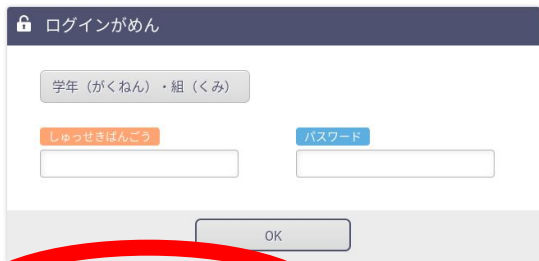 ログインがめん
学年（がくねん）・組（くみ）
しゅっせきばんごう
パスワード
OK